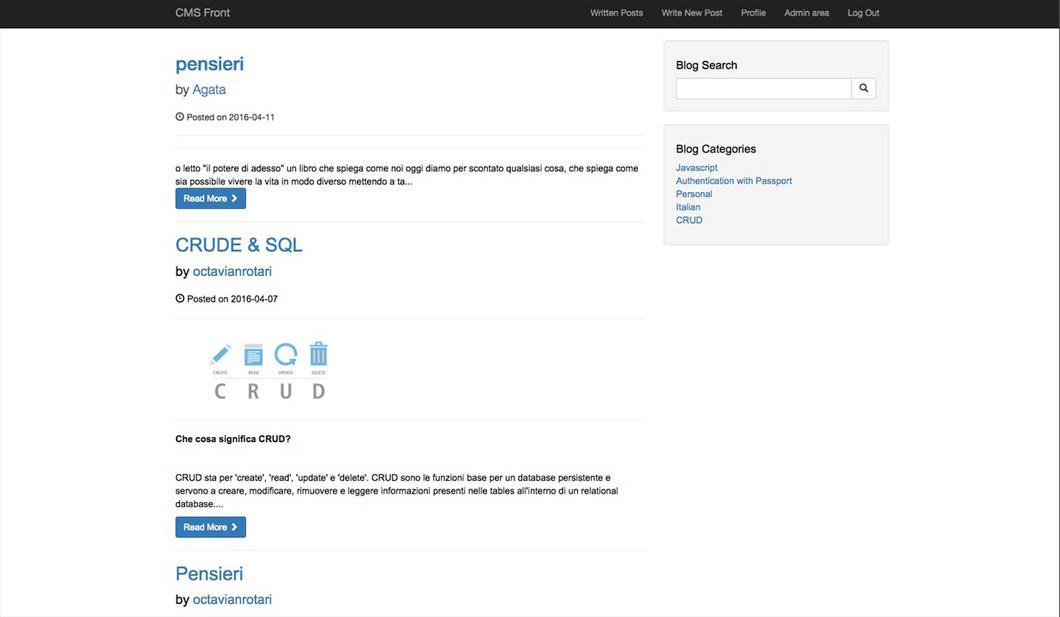 CMS Front
Written Posts Write New Post Profile Admin area Log Out
pensieri
by Agata
Posted on 2016-04-11
o letto "il potere di adesso" un libro che spiega come noi oggi diamo per scontato qualsiasi cosa, che spiega come
sia possibile vivere la vita in modo diverso mettendo a ta...
Read More
CRUDE & SQL
by octavianrotari
Posted on 2016-04-07
CREATE READ UPDATE DELETE
C R U D
Che cosa significa CRUD?
CRUD sta per 'create', 'read', 'update' e 'delete'. CRUD sono le funzioni base per un database persistente e
servono a creare, modificare, rimuovere e leggere informazioni presenti nelle tables all'interno di un relational
database....
Read More
Pensieri
by octavianrotari
Blog Search
Blog Categories
Javascript
Authentication with Passport
Personal
Italian
CRUD